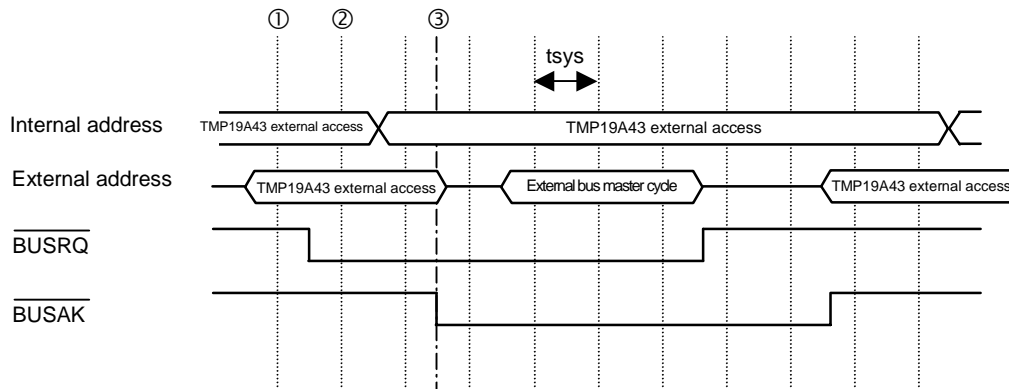 ① ② ③
tsys
Internal address TMP19A43 external access TMP19A43 external access
External address TMP19A43 external access External bus master cycle TMP19A43 external access
BUSRQ
BUSAK